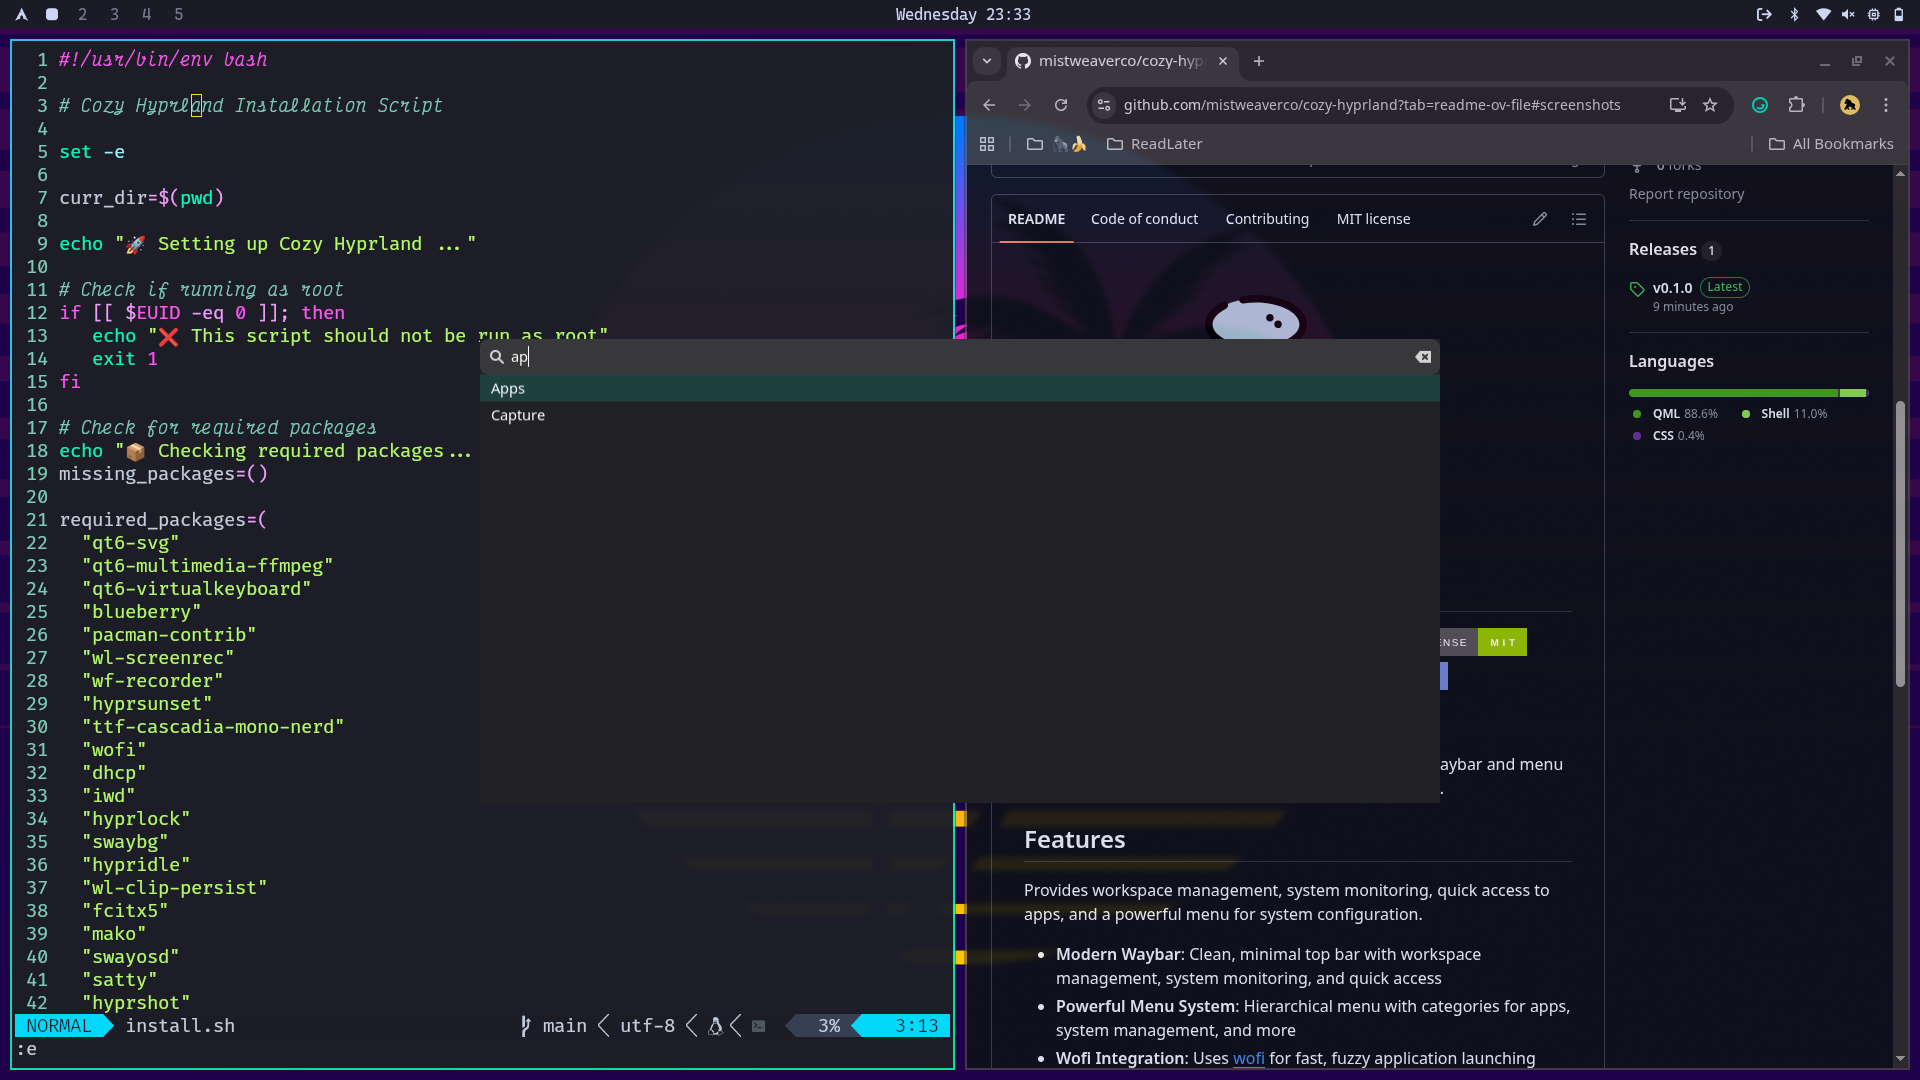 2 3 4 5
Wednesday 23:33
1 #!/usr/bin/env bash
2
3 # Cozy Hyprland Installation Script
4
5 set -e
6
7 curr_dir=$(pwd)
8
9 echo "🚀 Setting up Cozy Hyprland ..."
10
11 # Check if running as root
12 if [[ $EUID -eq 0 ]]; then
13 echo "❌ This script should not be run as root"
14 exit 1
15 fi
16
17 # Check for required packages
18 echo "📦 Checking required packages...
19 missing_packages=()
20
21 required_packages=(
22 "qt6-svg"
23 "qt6-multimedia-ffmpeg"
24 "qt6-virtualkeyboard"
25 "blueberry"
26 "pacman-contrib"
27 "wl-screenrec"
28 "wf-recorder"
29 "hyprsunset"
30 "ttf-cascadia-mono-nerd"
31 "wofi"
32 "dhcp"
33 "iwd"
34 "hyprlock"
35 "swaybg"
36 "hypridle"
37 "wl-clip-persist"
38 "fcitx5"
39 "mako"
40 "swayosd"
41 "satty"
42 "hyprshot"
NORMAL install.sh main utf-8 3% 3:13
:e
ap
Apps
Capture
mistweaverco/cozy-hyp
github.com/mistweaverco/cozy-hyprland?tab=readme-ov-file#screenshots
🦍🍌 ReadLater All Bookmarks
0 forks
Report repository
README Code of conduct Contributing MIT license
Releases 1
v0.1.0 Latest
9 minutes ago
Languages
QML 88.6% Shell 11.0%
CSS 0.4%
ENSE MIT
aybar and menu
.
Features
Provides workspace management, system monitoring, quick access to
apps, and a powerful menu for system configuration.
• Modern Waybar: Clean, minimal top bar with workspace
management, system monitoring, and quick access
• Powerful Menu System: Hierarchical menu with categories for apps,
system management, and more
• Wofi Integration: Uses wofi for fast, fuzzy application launching